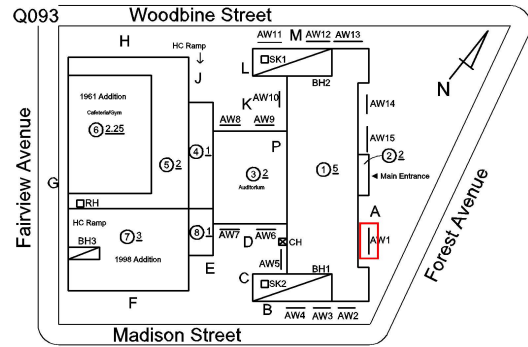 Q093
Woodbine Street
H
HC Ramp
J
AW11
M
AW12
AW13
L
SK1
BH2
1961 Addition
Cafeteria/Gym
6 2.25
K
AW10
AW14
N
AW8
AW9
AW15
5 2
4 1
P
2 2
3 2
Auditorium
1 5
Main Entrance
Fairview Avenue
G
RH
A
Forest Avenue
HC Ramp
7 3
8 1
AW7
D
AW6
CH
AW1
BH3
1998 Addition
E
AW5
C
SK2
BH1
F
B
AW4
AW3
AW2
Madison Street